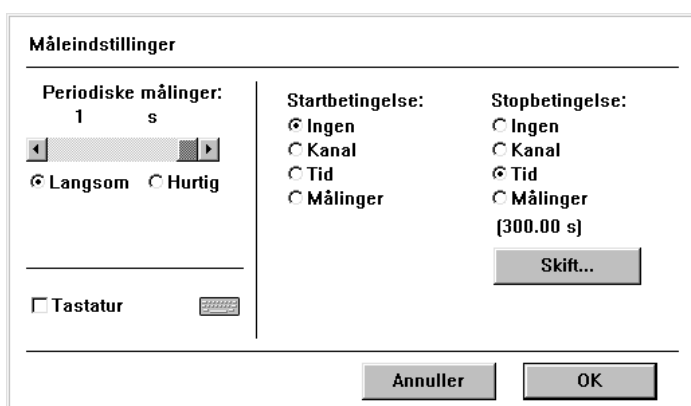 Måleindstillinger
Periodiske målinger:
1 s
Langsom Hurtig
Tastatur
Startbetingelse:
Ingen
Kanal
Tid
Målinger
Stopbetingelse:
Ingen
Kanal
Tid
Målinger
(300.00 s)
Skift...
Annuller OK